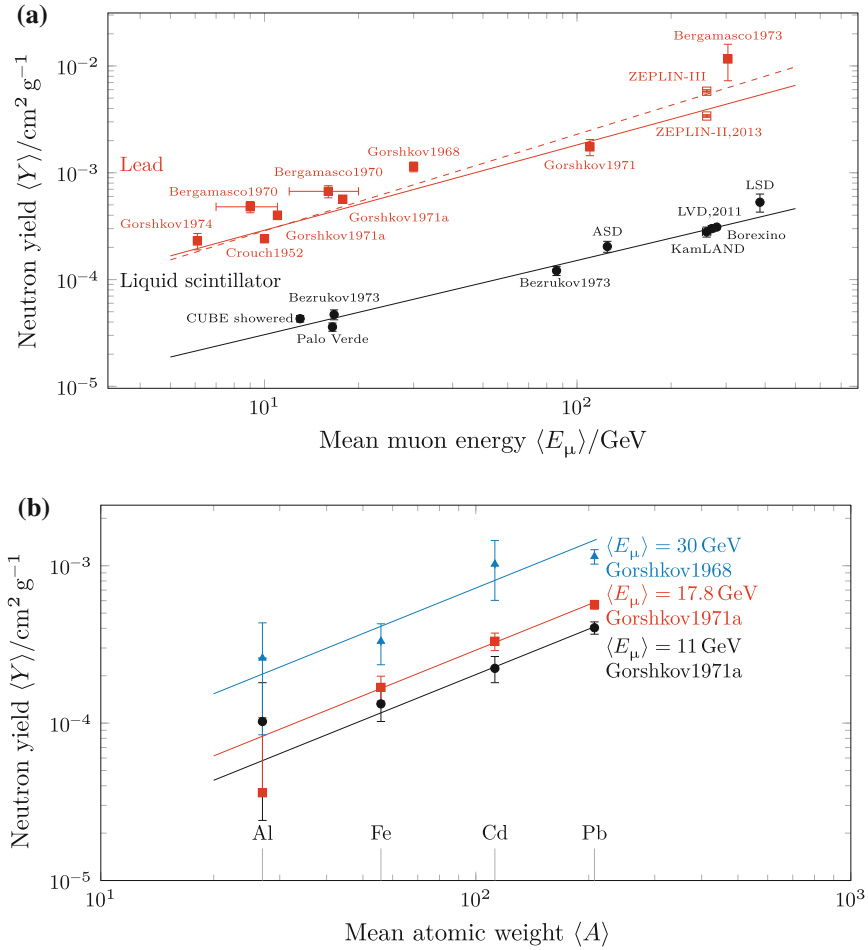 (a)
Neutron yield ⟨Y⟩/cm² g⁻¹
10⁻²
10⁻³
10⁻⁴
10⁻⁵
Bergamasco1973
ZEPLIN-III
ZEPLIN-II,2013
Gorshkov1968
Lead
Bergamasco1970
Bergamasco1970
Gorshkov1971
LSD
Gorshkov1974
Gorshkov1971a
Gorshkov1971a
Crouch1952
ASD
LVD,2011
Borexino
KamLAND
Liquid scintillator
Bezrukov1973
Bezrukov1973
CUBE showered
Palo Verde
10¹
10²
Mean muon energy ⟨E_μ⟩/GeV
(b)
Neutron yield ⟨Y⟩/cm² g⁻¹
10⁻³
10⁻⁴
10⁻⁵
⟨E_μ⟩ = 30 GeV
Gorshkov1968
⟨E_μ⟩ = 17.8 GeV
Gorshkov1971a
⟨E_μ⟩ = 11 GeV
Gorshkov1971a
Al Fe Cd Pb
10¹ 10² 10³
Mean atomic weight ⟨A⟩